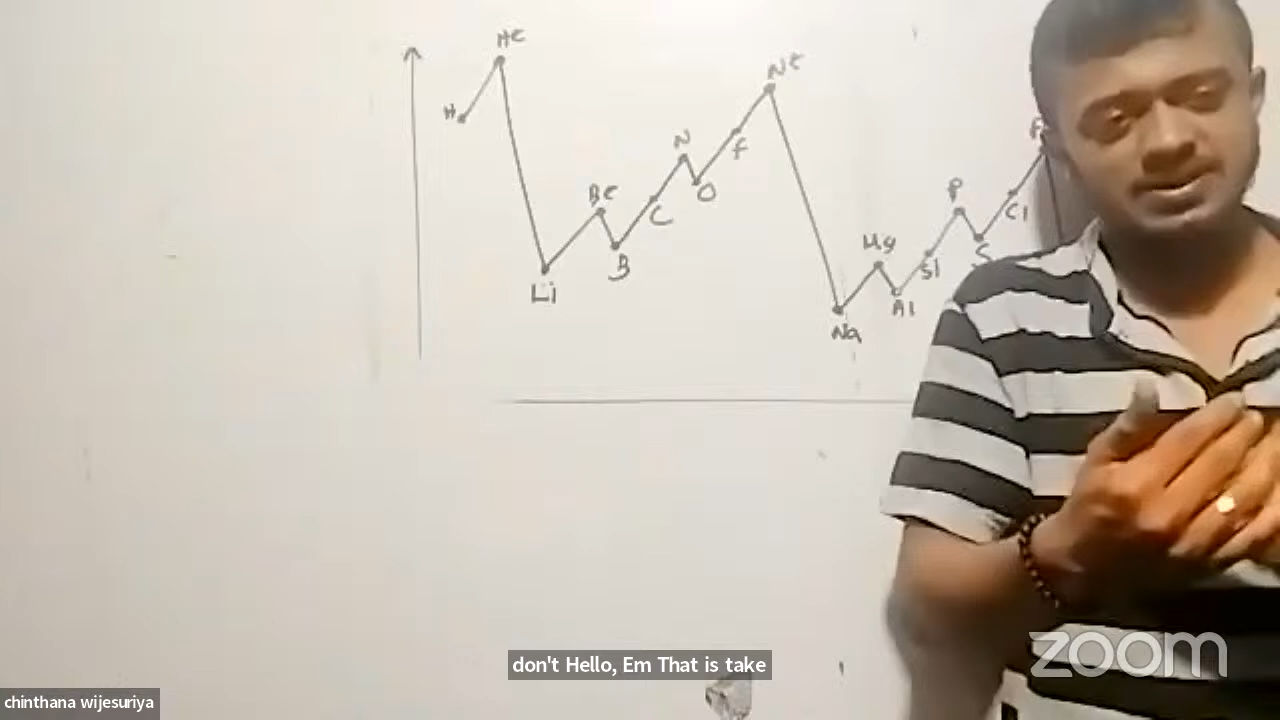 He
H
Ne
N
F
Be
O
C
B
Li
P
Cl
Mg
S
Si
Al
Na
don't Hello, Em That is take
zoom
chinthana wijesuriya